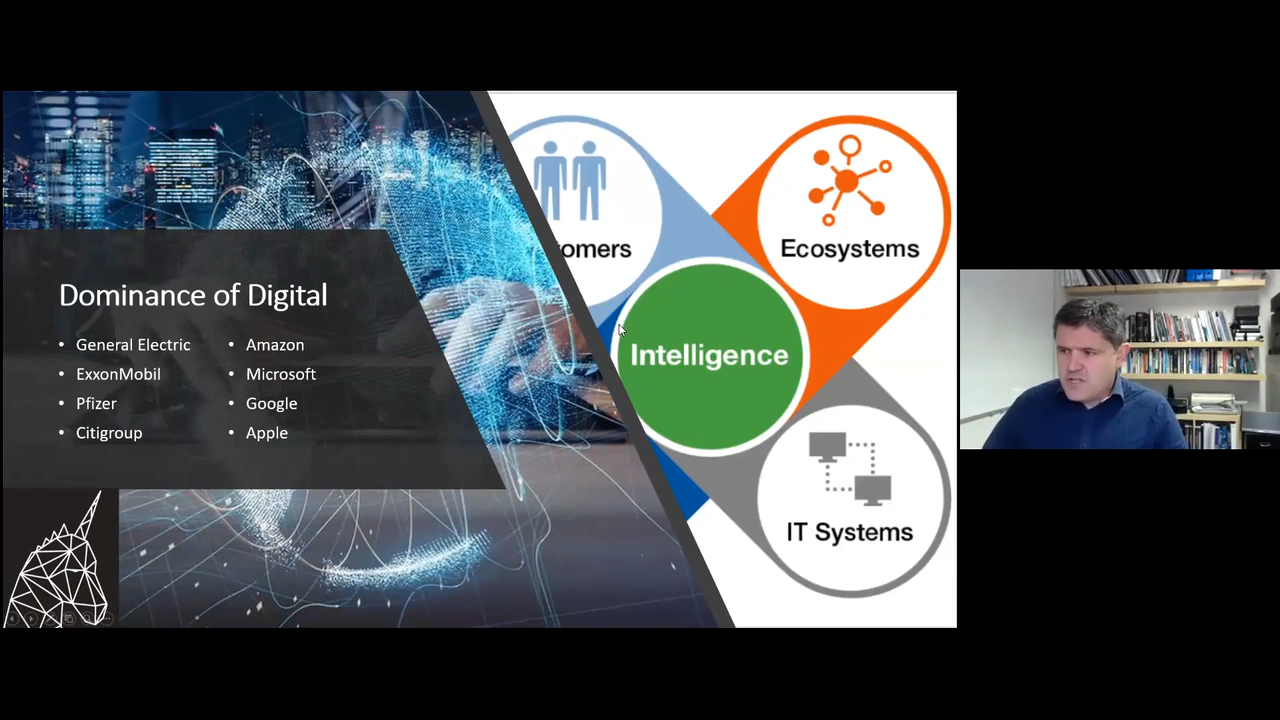 Dominance of Digital
• General Electric
• ExxonMobil
• Pfizer
• Citigroup
• Amazon
• Microsoft
• Google
• Apple
omers
Ecosystems
Intelligence
IT Systems